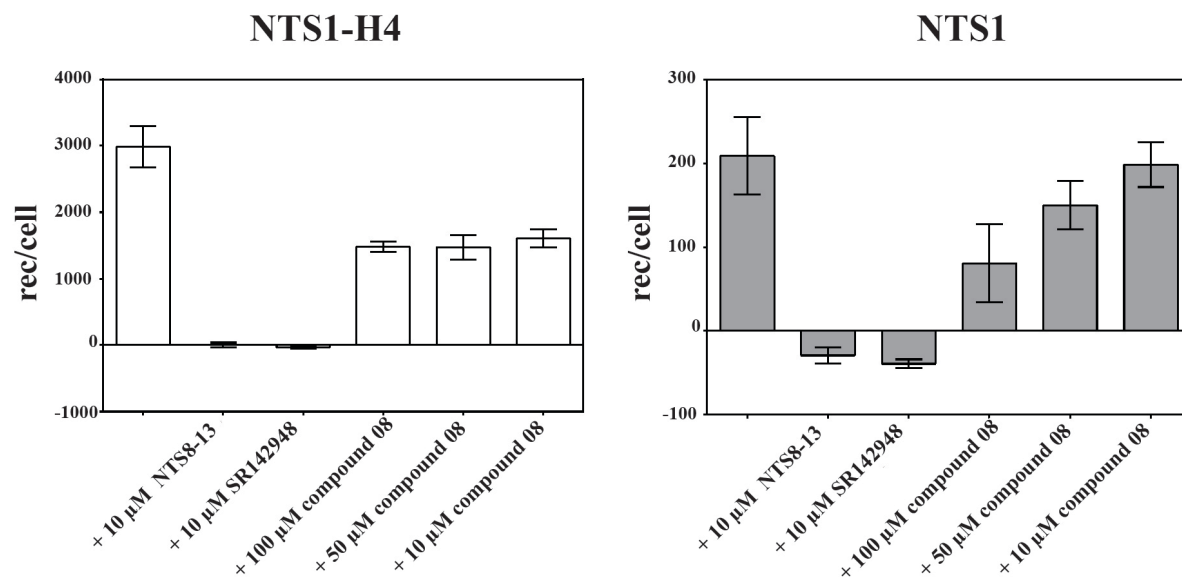 NTS1-H4
4000
3000
2000
1000
0
-1000
rec/cell
+ 10 µM NTS8-13
+ 10 µM SR142948
+ 100 µM compound 08
+ 50 µM compound 08
+ 10 µM compound 08
NTS1
300
200
100
0
-100
rec/cell
+ 10 µM NTS8-13
+ 10 µM SR142948
+ 100 µM compound 08
+ 50 µM compound 08
+ 10 µM compound 08